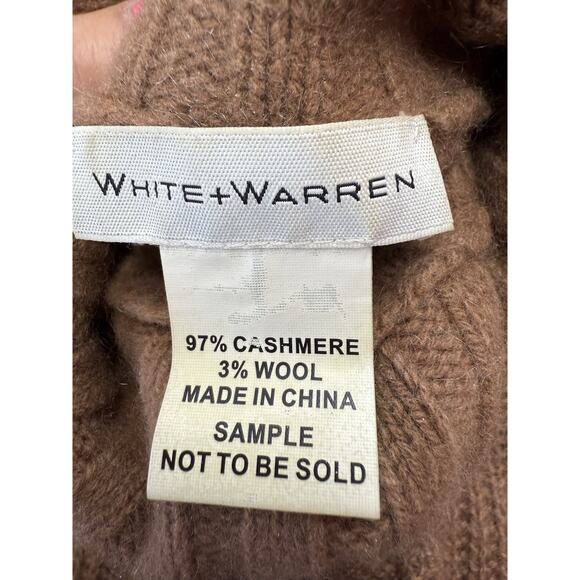 WHITE+WARREN
97% CASHMERE
3% WOOL
MADE IN CHINA
SAMPLE
NOT TO BE SOLD